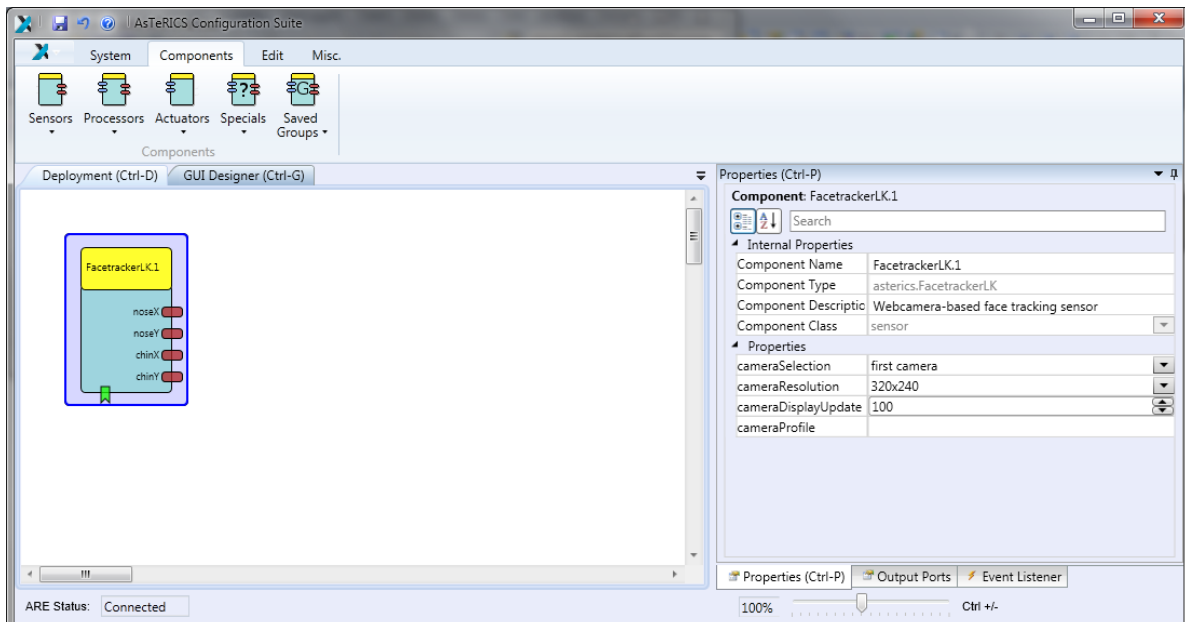 AsTeRICS Configuration Suite
System Components Edit Misc.
Sensors Processors Actuators Specials Saved Groups
Components
Deployment (Ctrl-D) GUI Designer (Ctrl-G)
FacetrackerLK.1
noseX
noseY
chinX
chinY
Properties (Ctrl-P)
Component: FacetrackerLK.1
Search
Internal Properties
Component Name FacetrackerLK.1
Component Type asterics.FacetrackerLK
Component Descriptio Webcamera-based face tracking sensor
Component Class sensor
Properties
cameraSelection first camera
cameraResolution 320x240
cameraDisplayUpdate 100
cameraProfile
Properties (Ctrl-P) Output Ports Event Listener
ARE Status: Connected
100% Ctrl +/-